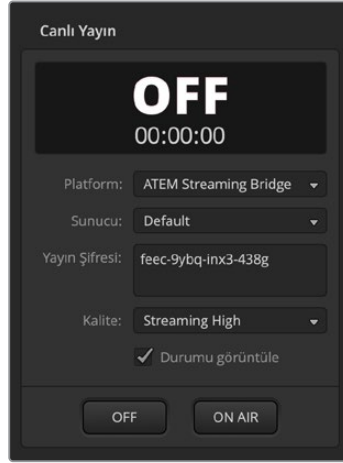 Canlı Yayın
OFF
00:00:00
Platform: ATEM Streaming Bridge
Sunucu: Default
Yayın Şifresi: feec-9ybq-inx3-438g
Kalite: Streaming High
Durumu görüntüle
OFF ON AIR